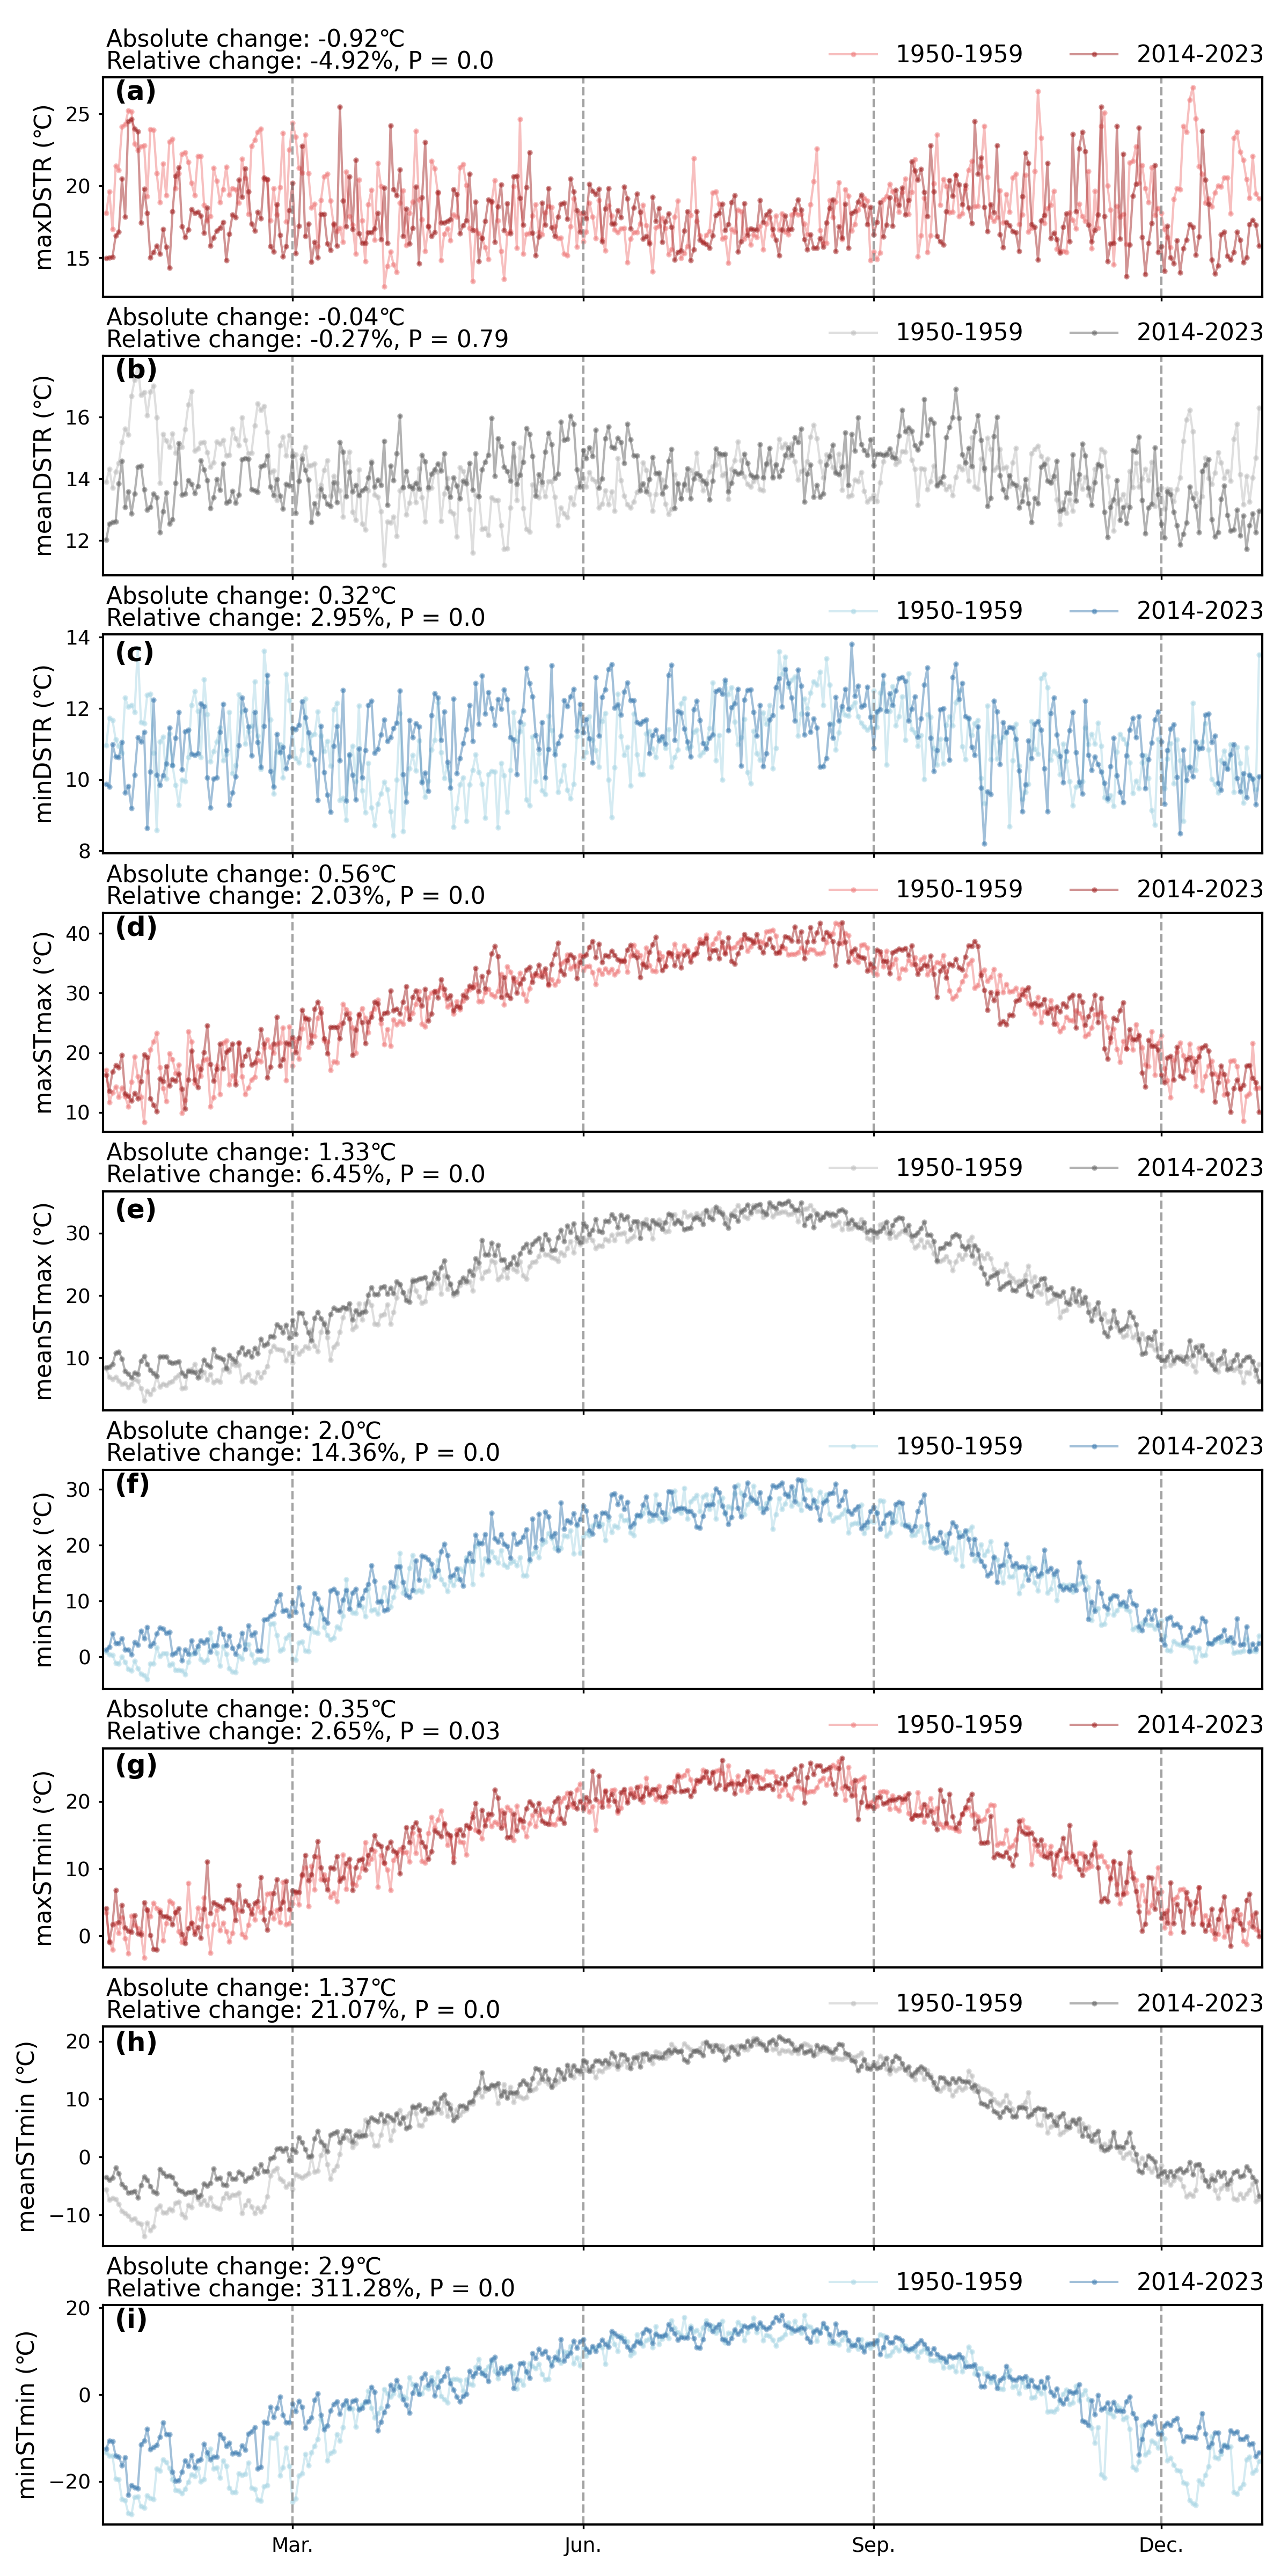 Absolute change: -0.92℃
Relative change: -4.92%, P = 0.0
1950-1959 2014-2023
(a)
maxDSTR (℃)
25
20
15
Absolute change: -0.04℃
Relative change: -0.27%, P = 0.79
1950-1959 2014-2023
(b)
meanDSTR (℃)
16
14
12
Absolute change: 0.32℃
Relative change: 2.95%, P = 0.0
1950-1959 2014-2023
(c)
minDSTR (℃)
14
12
10
8
Absolute change: 0.56℃
Relative change: 2.03%, P = 0.0
1950-1959 2014-2023
(d)
maxSTmax (℃)
40
30
20
10
Absolute change: 1.33℃
Relative change: 6.45%, P = 0.0
1950-1959 2014-2023
(e)
meanSTmax (℃)
30
20
10
Absolute change: 2.0℃
Relative change: 14.36%, P = 0.0
1950-1959 2014-2023
(f)
minSTmax (℃)
30
20
10
0
Absolute change: 0.35℃
Relative change: 2.65%, P = 0.03
1950-1959 2014-2023
(g)
maxSTmin (℃)
20
10
0
Absolute change: 1.37℃
Relative change: 21.07%, P = 0.0
1950-1959 2014-2023
(h)
meanSTmin (℃)
20
10
0
−10
Absolute change: 2.9℃
Relative change: 311.28%, P = 0.0
1950-1959 2014-2023
(i)
minSTmin (℃)
20
0
−20
Mar. Jun. Sep. Dec.